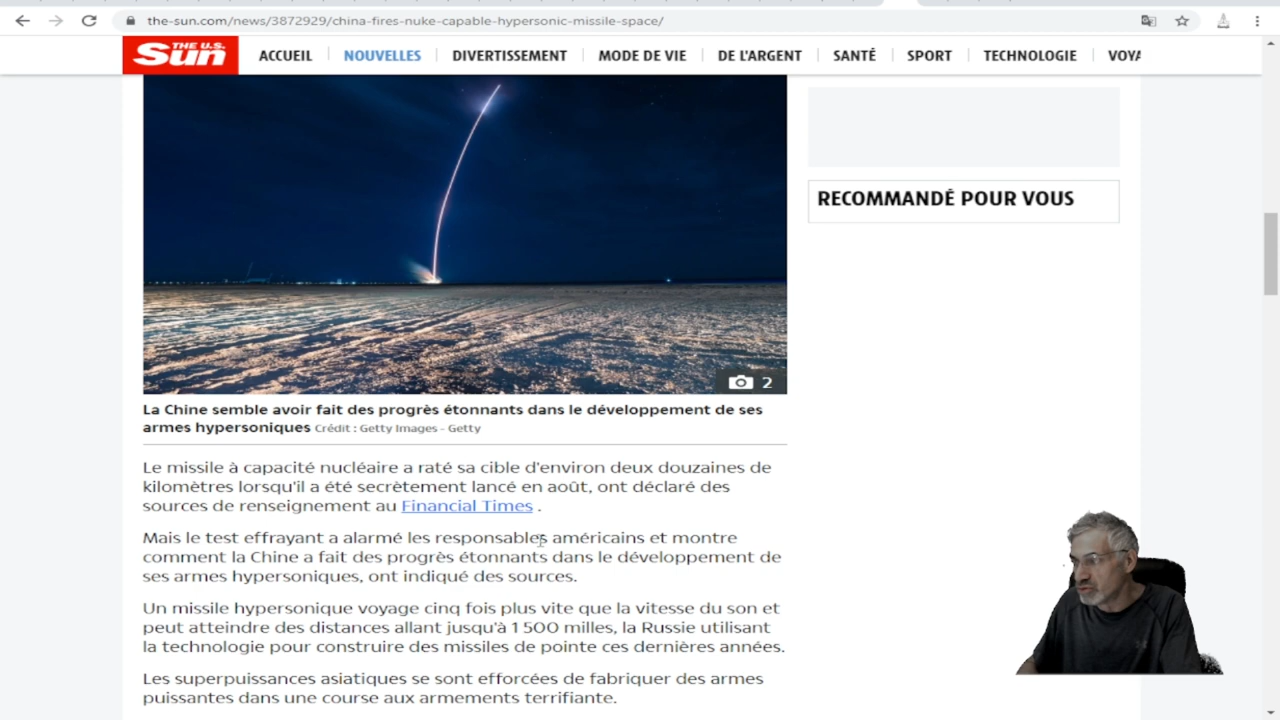 the-sun.com/news/3872929/china-fires-nuke-capable-hypersonic-missile-space/
THE U.S.
Sun
ACCUEIL NOUVELLES DIVERTISSEMENT MODE DE VIE DE L'ARGENT SANTÉ SPORT TECHNOLOGIE VOYA
2
RECOMMANDÉ POUR VOUS
La Chine semble avoir fait des progrès étonnants dans le développement de ses
armes hypersoniques Crédit : Getty Images - Getty
Le missile à capacité nucléaire a raté sa cible d'environ deux douzaines de
kilomètres lorsqu'il a été secrètement lancé en août, ont déclaré des
sources de renseignement au Financial Times .
Mais le test effrayant a alarmé les responsables américains et montre
comment la Chine a fait des progrès étonnants dans le développement de
ses armes hypersoniques, ont indiqué des sources.
Un missile hypersonique voyage cinq fois plus vite que la vitesse du son et
peut atteindre des distances allant jusqu'à 1 500 milles, la Russie utilisant
la technologie pour construire des missiles de pointe ces dernières années.
Les superpuissances asiatiques se sont efforcées de fabriquer des armes
puissantes dans une course aux armements terrifiante.